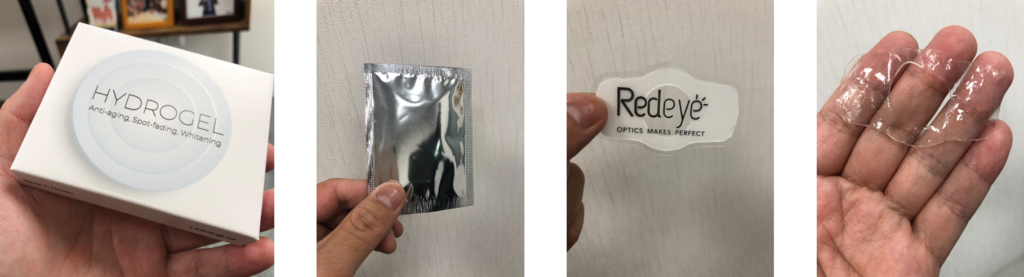 HYDROGEL
Anti-aging, Spot-fading, Whitening
Redeye
OPTICS MAKES PERFECT